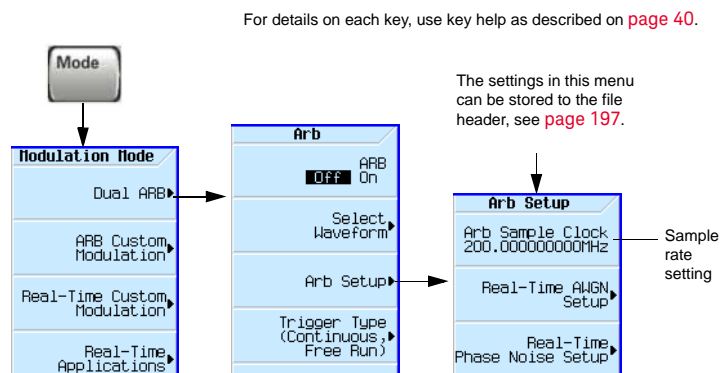 For details on each key, use key help as described on page 40.
Mode
The settings in this menu
can be stored to the file
header, see page 197.
Modulation Mode
Dual ARB
ARB Custom
Modulation
Real-Time Custom
Modulation
Real-Time
Applications
Arb
ARB
Off On
Select
Waveform
Arb Setup
Trigger Type
(Continuous,
Free Run)
Arb Setup
Arb Sample Clock
200.000000000MHz
Real-Time AWGN
Setup
Real-Time
Phase Noise Setup
Sample
rate
setting